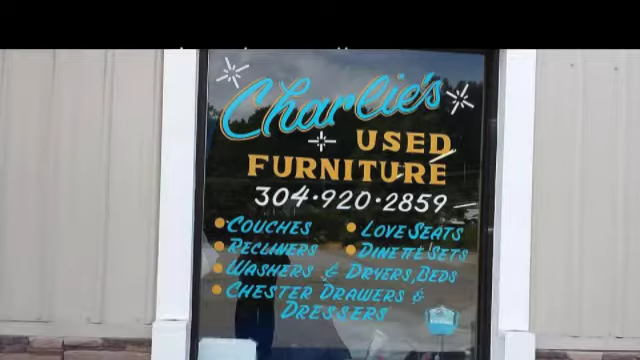 Charlie's
USED
FURNITURE
304·920·2859
• COUCHES • LOVE SEATS
• RECLINERS • DINETTE SETS
• WASHERS & DRYERS, BEDS
• CHESTER DRAWERS &
DRESSERS